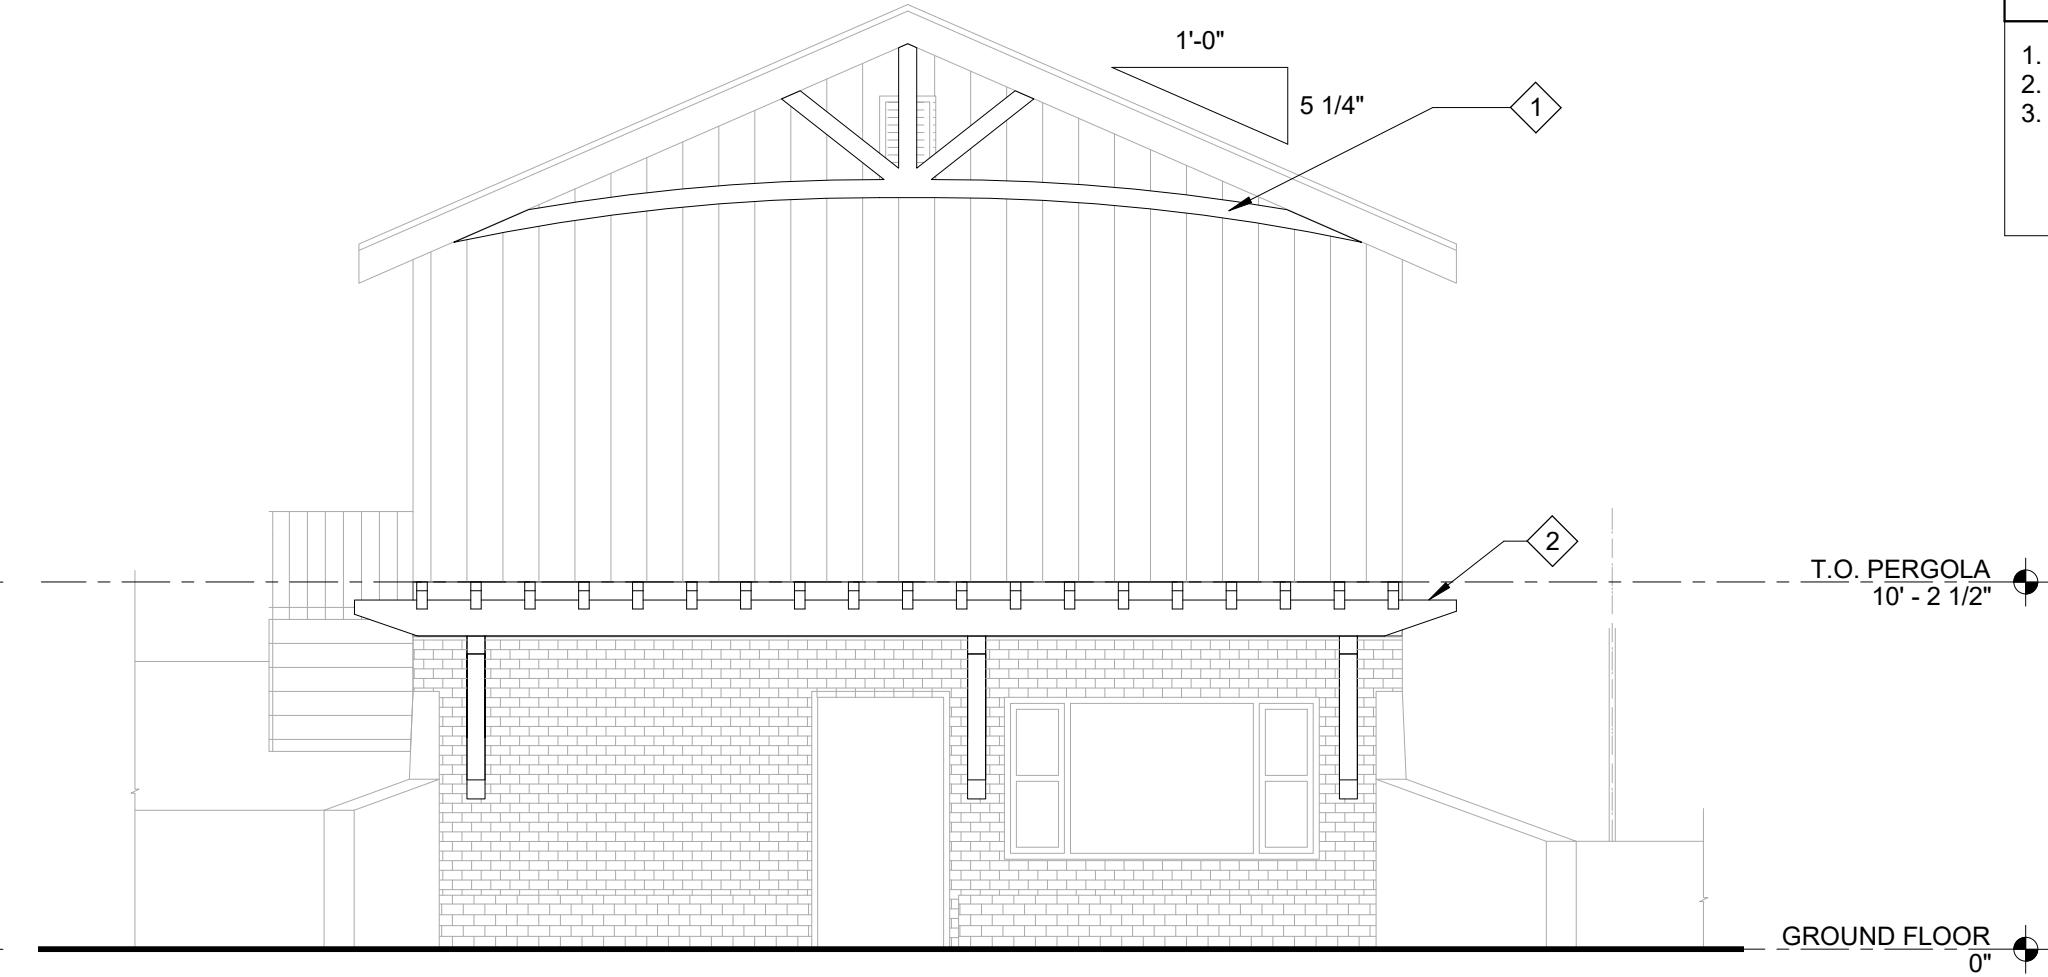 1'-0"
5 1/4"
1
1.
2.
3.
2
T.O. PERGOLA
10' - 2 1/2"
GROUND FLOOR
0"